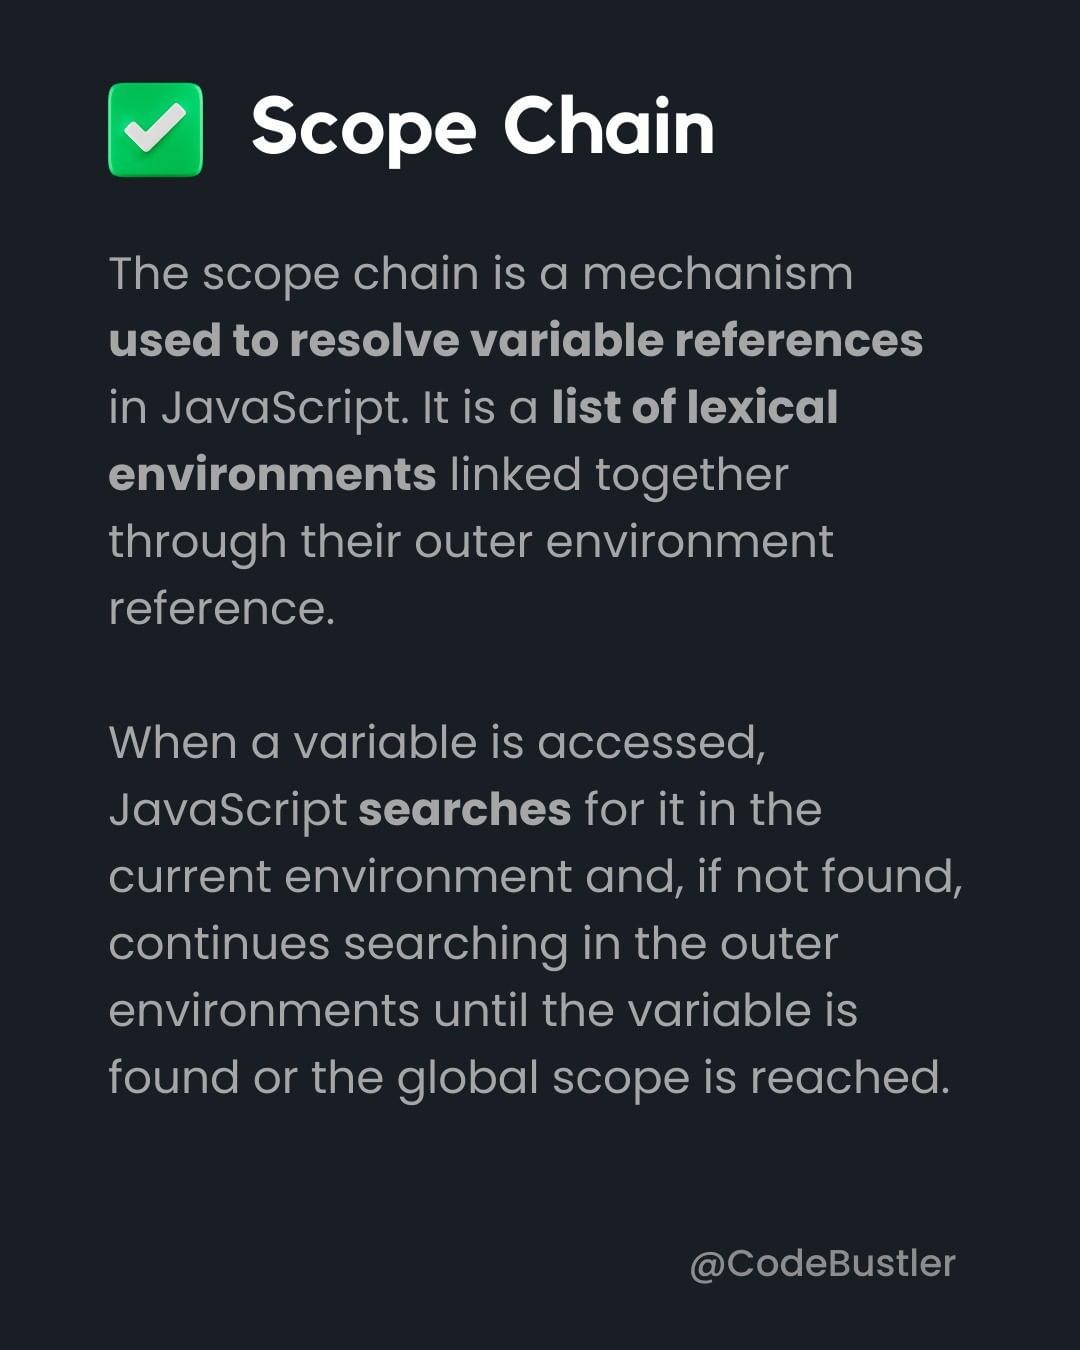 Scope Chain
The scope chain is a mechanism
used to resolve variable references
in JavaScript. It is a list of lexical
environments linked together
through their outer environment
reference.
When a variable is accessed,
JavaScript searches for it in the
current environment and, if not found,
continues searching in the outer
environments until the variable is
found or the global scope is reached.
@CodeBustler